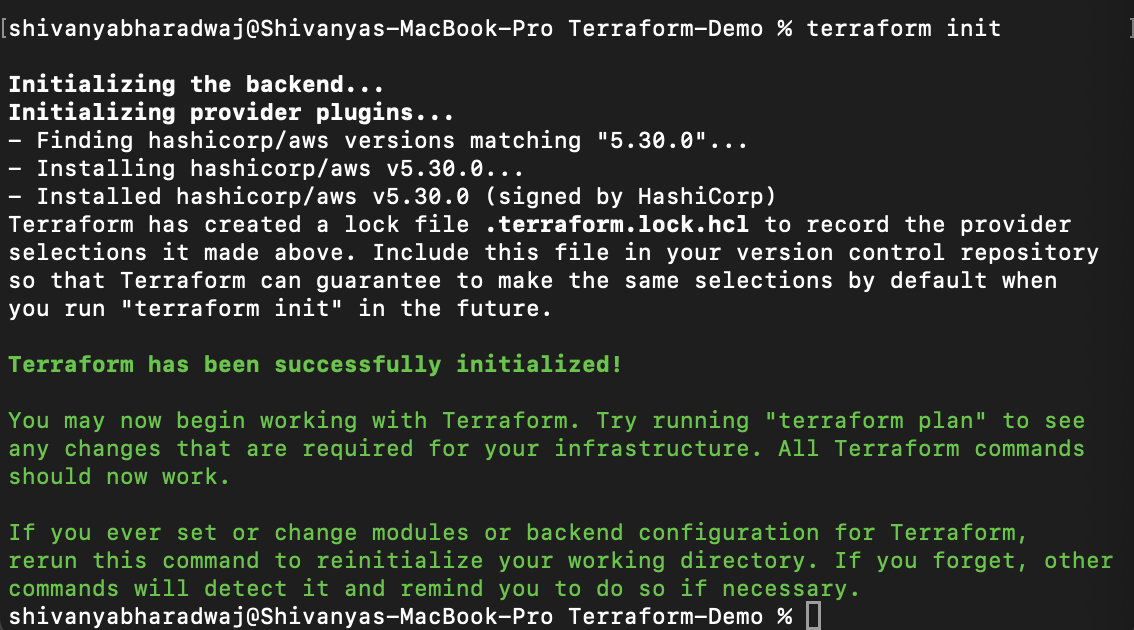 [shivanyabharadwaj@Shivanyas-MacBook-Pro Terraform-Demo % terraform init ]
Initializing the backend...
Initializing provider plugins...
- Finding hashicorp/aws versions matching "5.30.0"...
- Installing hashicorp/aws v5.30.0...
- Installed hashicorp/aws v5.30.0 (signed by HashiCorp)
Terraform has created a lock file .terraform.lock.hcl to record the provider
selections it made above. Include this file in your version control repository
so that Terraform can guarantee to make the same selections by default when
you run "terraform init" in the future.
Terraform has been successfully initialized!
You may now begin working with Terraform. Try running "terraform plan" to see
any changes that are required for your infrastructure. All Terraform commands
should now work.
If you ever set or change modules or backend configuration for Terraform,
rerun this command to reinitialize your working directory. If you forget, other
commands will detect it and remind you to do so if necessary.
shivanyabharadwaj@Shivanyas-MacBook-Pro Terraform-Demo %